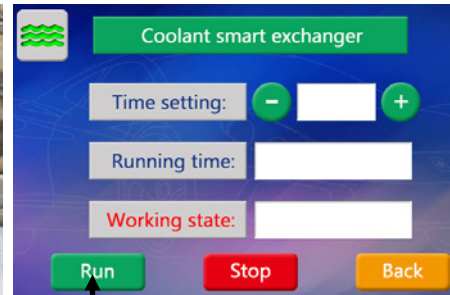 Coolant smart exchanger
Time setting: - +
Running time:
Working state:
Run Stop Back